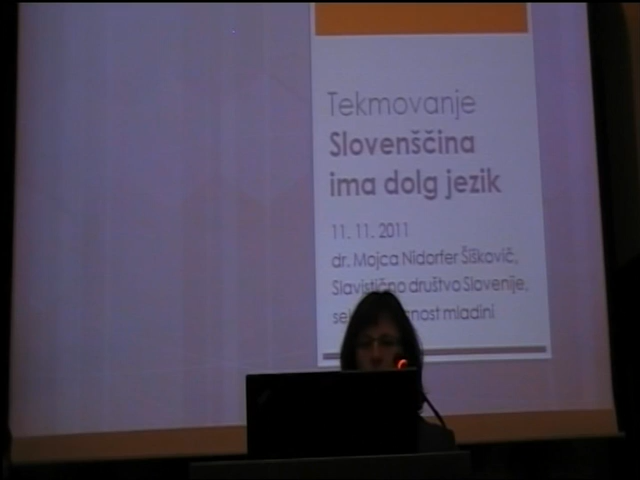 Tekmovanje
Slovenščina
ima dolg jezik
11. 11. 2011
dr. Mojca Nidorfer Šiškovič,
Slavistično društvo Slovenije,
mladini